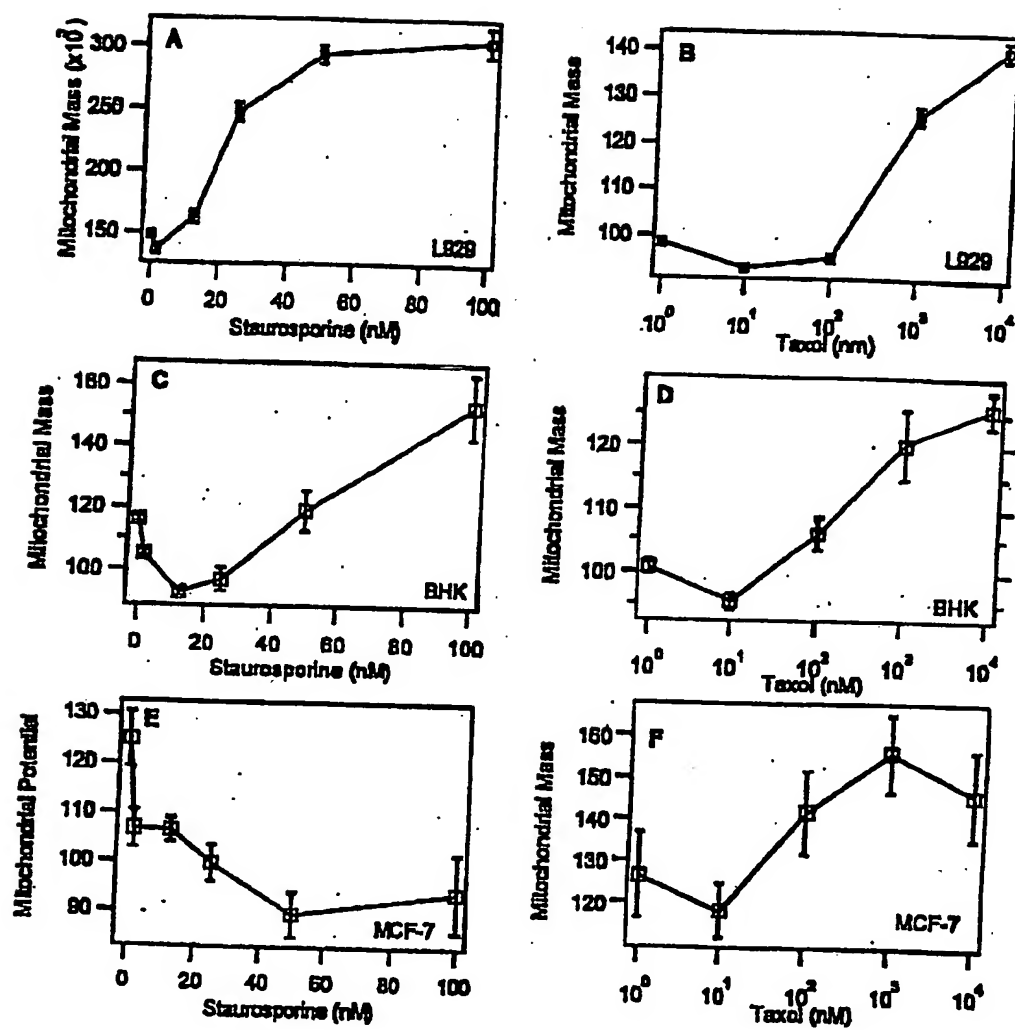 A
Mitochondrial Mass (x10³)
300
250
200
150
L929
0 20 40 60 80 100
Staurosporine (nM)
B
Mitochondrial Mass
140
130
120
110
100
L929
10⁰ 10¹ 10² 10³ 10⁴
Taxol (nm)
C
Mitochondrial Mass
160
140
120
100
BHK
0 20 40 60 80 100
Staurosporine (nM)
D
Mitochondrial Mass
120
110
100
BHK
10⁰ 10¹ 10² 10³ 10⁴
Taxol (nM)
E
Mitochondrial Potential
130
120
110
100
90
MCF-7
0 20 40 60 80 100
Staurosporine (nM)
F
Mitochondrial Mass
160
150
140
130
120
MCF-7
10⁰ 10¹ 10² 10³ 10⁴
Taxol (nM)